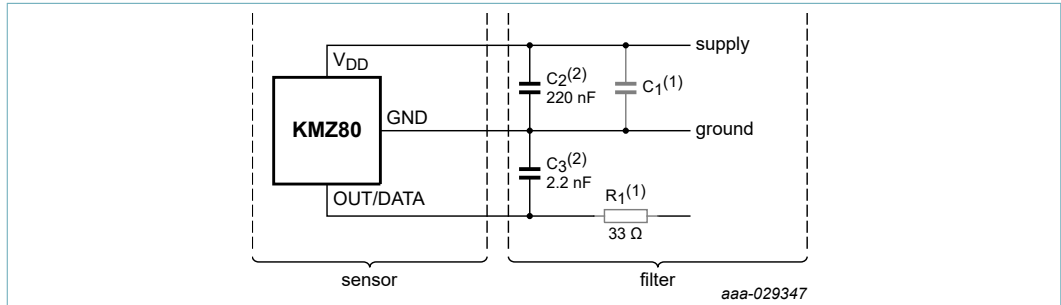 supply
V_DD
C2(2)
220 nF
C1(1)
KMZ80
GND
ground
C3(2)
2.2 nF
OUT/DATA
R1(1)
33 Ω
sensor
filter
aaa-029347